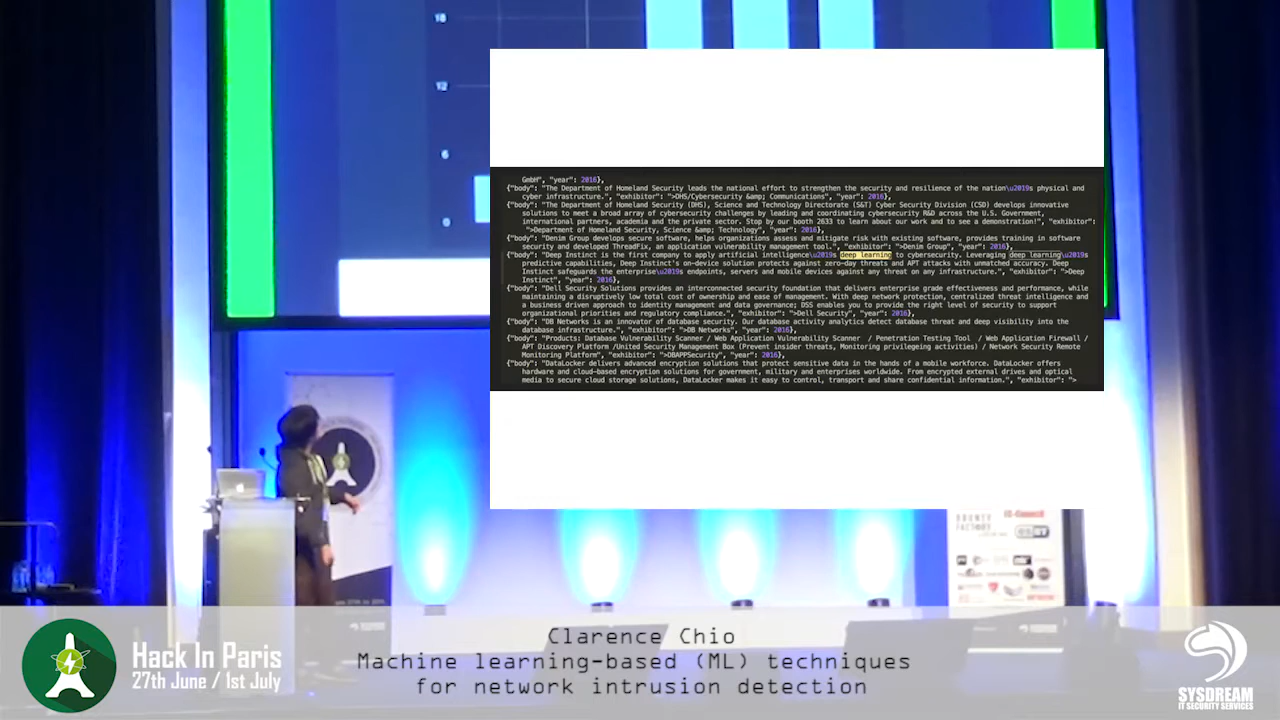 18
12
6
0
GmbH", "year": 2016},
{"body": "The Department of Homeland Security leads the national effort to strengthen the security and resilience of the nation\u2019s physical and
cyber infrastructure.", "exhibitor": ">DHS/Cybersecurity &amp; Communications", "year": 2016},
{"body": "The Department of Homeland Security (DHS), Science and Technology Directorate (S&T) Cyber Security Division (CSD) develops innovative
solutions to meet a broad array of cybersecurity challenges by leading and coordinating cybersecurity R&D across the U.S. Government,
international partners, academia and the private sector. Stop by our booth 2633 to learn about our work and to see a demonstration!", "exhibitor":
">Department of Homeland Security, Science &amp; Technology", "year": 2016},
{"body": "Denim Group develops secure software, helps organizations assess and mitigate risk with existing software, provides training in software
security and developed ThreadFix, an application vulnerability management tool.", "exhibitor": ">Denim Group", "year": 2016},
{"body": "Deep Instinct is the first company to apply artificial intelligence\u2019s deep learning to cybersecurity. Leveraging deep learning\u2019s
predictive capabilities, Deep Instinct's on-device solution protects against zero-day threats and APT attacks with unmatched accuracy. Deep
Instinct safeguards the enterprise\u2019s endpoints, servers and mobile devices against any threat on any infrastructure.", "exhibitor": ">Deep
Instinct", "year": 2016},
{"body": "Dell Security Solutions provides an interconnected security foundation that delivers enterprise grade effectiveness and performance, while
maintaining a disruptively low total cost of ownership and ease of management. With deep network protection, centralized threat intelligence and
a business driven approach to identity management and data governance; DSS enables you to provide the right level of security to support
organizational priorities and regulatory compliance.", "exhibitor": ">Dell Security", "year": 2016},
{"body": "DB Networks is an innovator of database security. Our database activity analytics detect database threat and deep visibility into the
database infrastructure.", "exhibitor": ">DB Networks", "year": 2016},
{"body": "Products: Database Vulnerability Scanner / Web Application Vulnerability Scanner / Penetration Testing Tool / Web Application Firewall /
APT Discovery Platform /United Security Management Box (Prevent insider threats, Monitoring privilegeing activities) / Network Security Remote
Monitoring Platform", "exhibitor": ">DBAPPSecurity", "year": 2016},
{"body": "DataLocker delivers advanced encryption solutions that protect sensitive data in the hands of a mobile workforce. DataLocker offers
hardware and cloud-based encryption solutions for government, military and enterprises worldwide. From encrypted external drives and optical
media to secure cloud storage solutions, DataLocker makes it easy to control, transport and share confidential information.", "exhibitor": ">
Clarence Chio
Machine learning-based (ML) techniques
for network intrusion detection
Hack In Paris
27th June / 1st July
SYSDREAM
IT SECURITY SERVICES